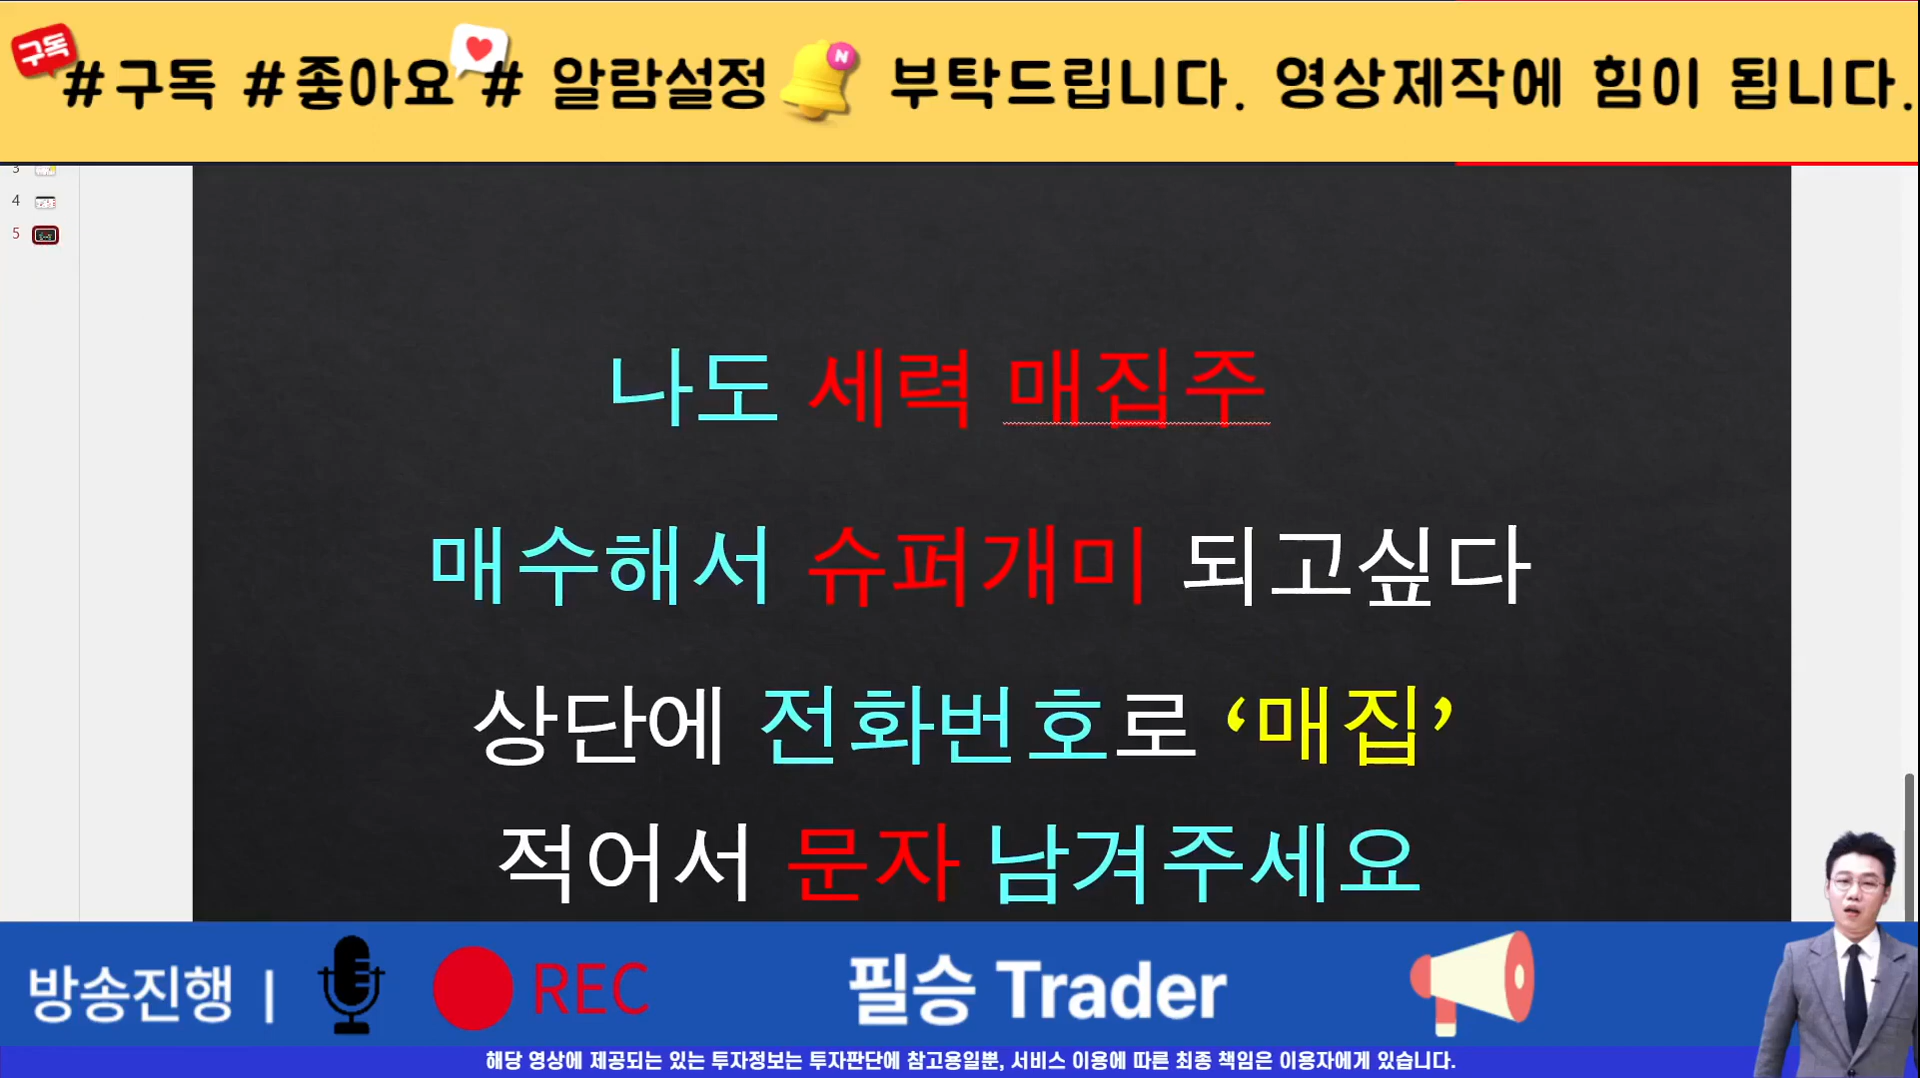 구독
#구독 #좋아요 # 알람설정 N 부탁드립니다. 영상제작에 힘이 됩니다.
3
4
5
나도 세력 매집주
매수해서 슈퍼개미 되고싶다
상단에 전화번호로 ‘매집’
적어서 문자 남겨주세요
방송진행 | REC 필승 Trader
해당 영상에 제공되는 있는 투자정보는 투자판단에 참고용일뿐, 서비스 이용에 따른 최종 책임은 이용자에게 있습니다.